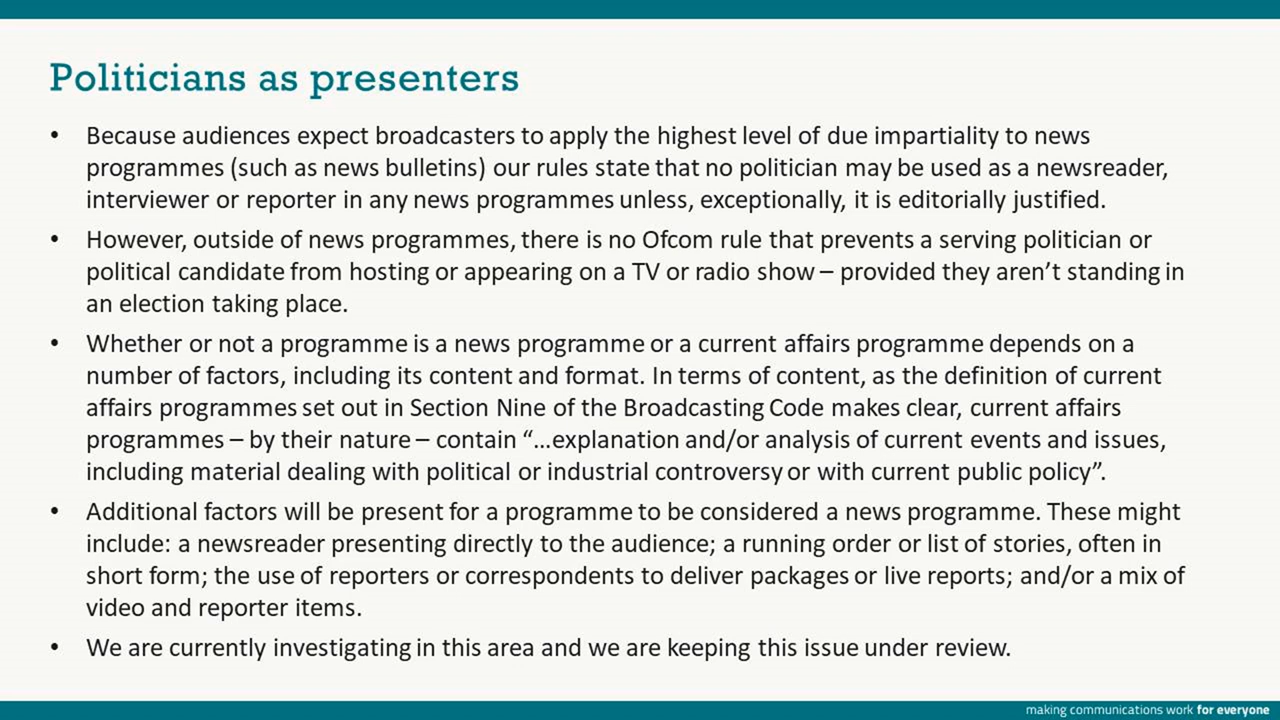 Politicians as presenters
• Because audiences expect broadcasters to apply the highest level of due impartiality to news
programmes (such as news bulletins) our rules state that no politician may be used as a newsreader,
interviewer or reporter in any news programmes unless, exceptionally, it is editorially justified.
• However, outside of news programmes, there is no Ofcom rule that prevents a serving politician or
political candidate from hosting or appearing on a TV or radio show – provided they aren’t standing in
an election taking place.
• Whether or not a programme is a news programme or a current affairs programme depends on a
number of factors, including its content and format. In terms of content, as the definition of current
affairs programmes set out in Section Nine of the Broadcasting Code makes clear, current affairs
programmes – by their nature – contain “…explanation and/or analysis of current events and issues,
including material dealing with political or industrial controversy or with current public policy”.
• Additional factors will be present for a programme to be considered a news programme. These might
include: a newsreader presenting directly to the audience; a running order or list of stories, often in
short form; the use of reporters or correspondents to deliver packages or live reports; and/or a mix of
video and reporter items.
• We are currently investigating in this area and we are keeping this issue under review.
making communications work for everyone